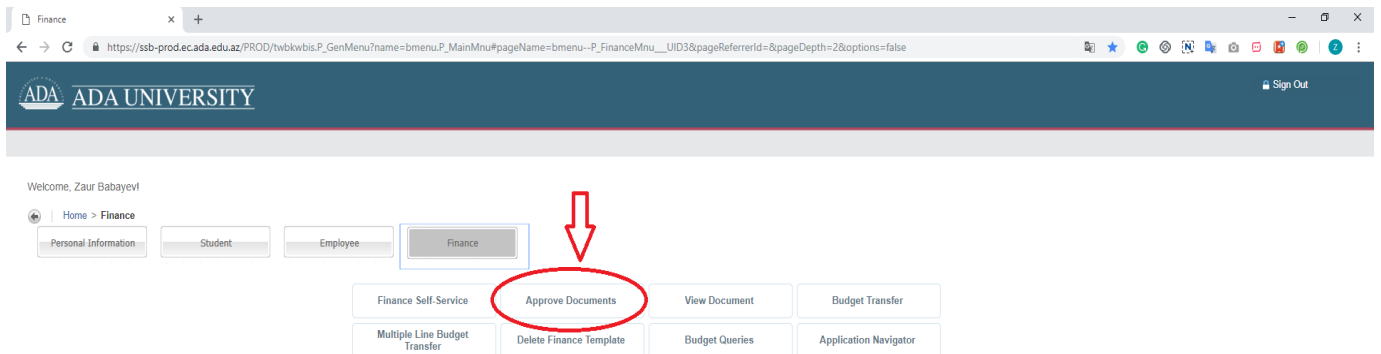 Finance
https://ssb-prod.ec.ada.edu.az/PROD/twbkwbis.P_GenMenu?name=bmenu.P_MainMnu#pageName=bmenu--P_FinanceMnu__UID3&pageReferrerId=&pageDepth=2&options=false
ADA ADA UNIVERSITY
Sign Out
Welcome, Zaur Babayev!
Home > Finance
Personal Information Student Employee Finance
Finance Self-Service Approve Documents View Document Budget Transfer
Multiple Line Budget
Transfer Delete Finance Template Budget Queries Application Navigator